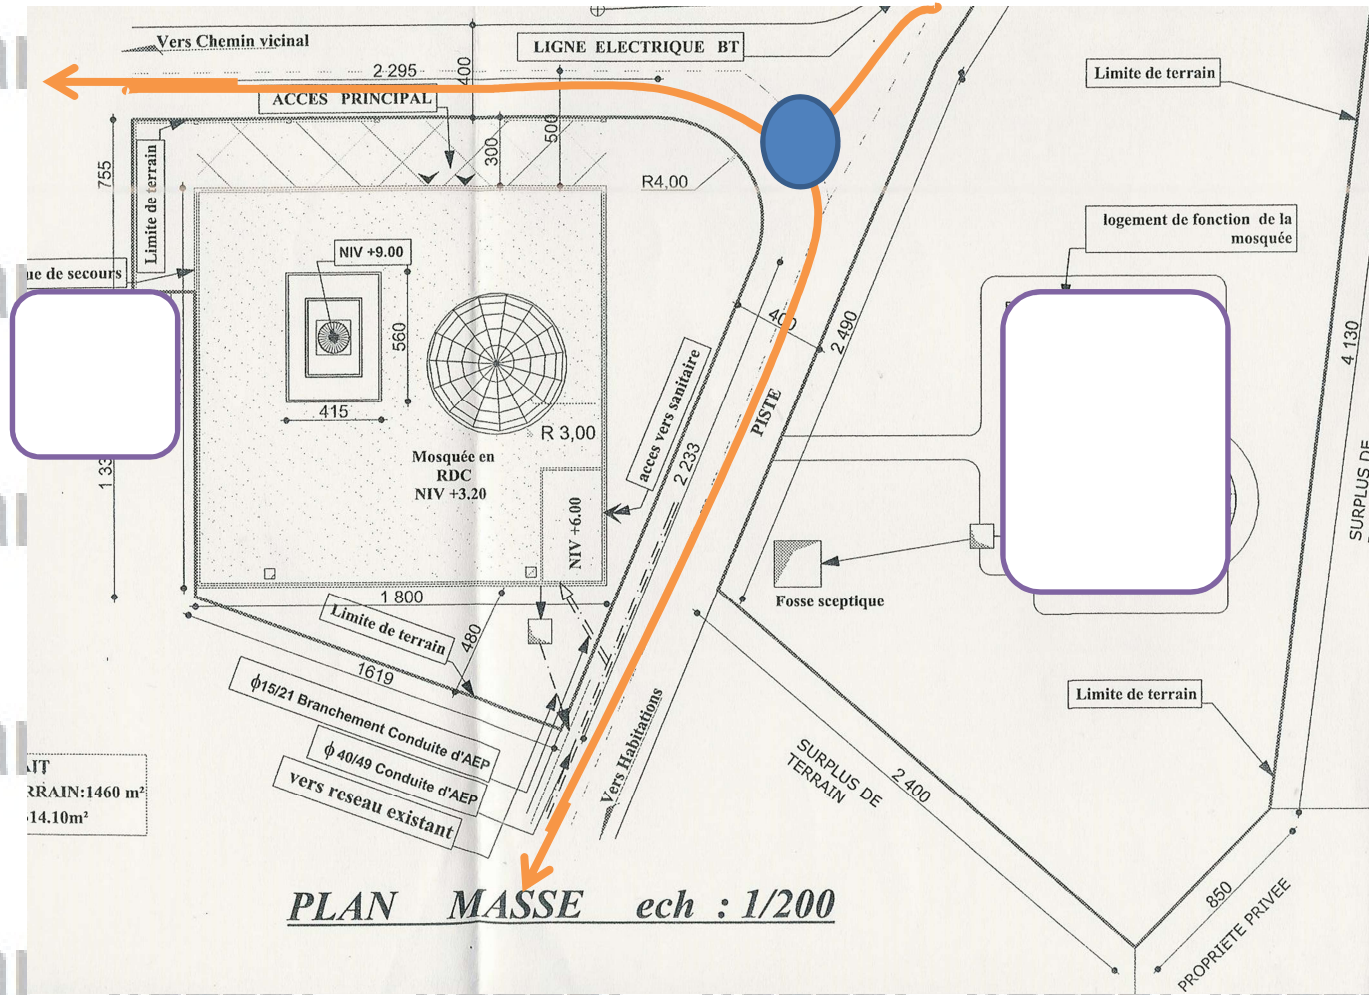 Vers Chemin vicinal
LIGNE ELECTRIQUE BT
2 295
400
ACCES PRINCIPAL
500
300
755
Limite de terrain
R4,00
Limite de terrain
logement de fonction de la
mosquée
ue de secours
NIV +9.00
560
415
R 3,00
Mosquée en
RDC
NIV +3.20
NIV +6.00
acces vers sanitaire
2 233
400
2 490
PISTE
4 130
SURPLUS DE
1 33
1 800
Fosse sceptique
Limite de terrain
480
1619
ϕ15/21 Branchement Conduite d'AEP
ϕ 40/49 Conduite d'AEP
vers reseau existant
Vers Habitations
Limite de terrain
SURPLUS DE
TERRAIN
2 400
850
PROPRIETE PRIVEE
AIT
RRAIN:1460 m²
14.10m²
PLAN MASSE ech : 1/200